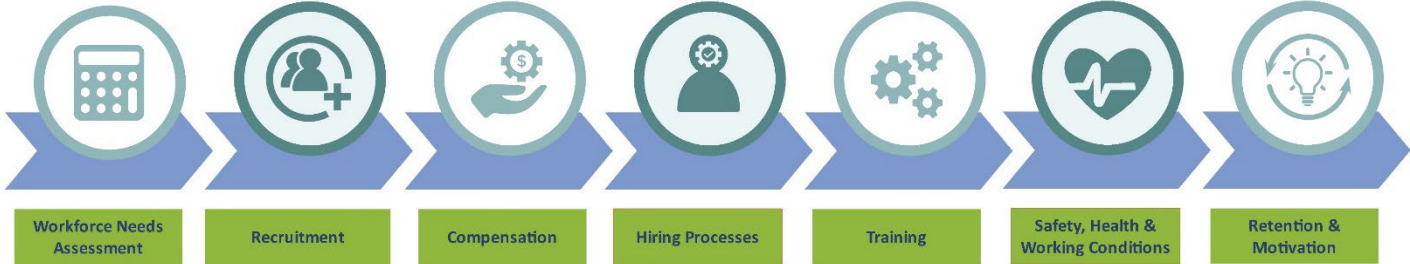 Workforce Needs
Assessment
Recruitment
Compensation
Hiring Processes
Training
Safety, Health &
Working Conditions
Retention &
Motivation
$